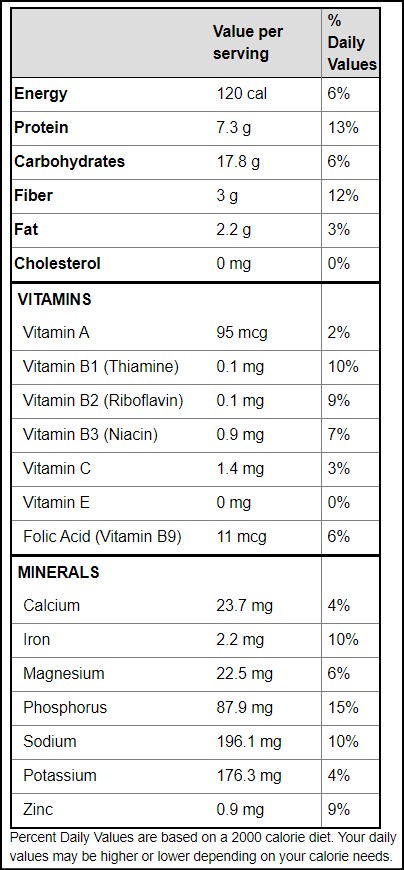 Value per serving % Daily Values
Energy 120 cal 6%
Protein 7.3 g 13%
Carbohydrates 17.8 g 6%
Fiber 3 g 12%
Fat 2.2 g 3%
Cholesterol 0 mg 0%
VITAMINS
Vitamin A 95 mcg 2%
Vitamin B1 (Thiamine) 0.1 mg 10%
Vitamin B2 (Riboflavin) 0.1 mg 9%
Vitamin B3 (Niacin) 0.9 mg 7%
Vitamin C 1.4 mg 3%
Vitamin E 0 mg 0%
Folic Acid (Vitamin B9) 11 mcg 6%
MINERALS
Calcium 23.7 mg 4%
Iron 2.2 mg 10%
Magnesium 22.5 mg 6%
Phosphorus 87.9 mg 15%
Sodium 196.1 mg 10%
Potassium 176.3 mg 4%
Zinc 0.9 mg 9%
Percent Daily Values are based on a 2000 calorie diet. Your daily
values may be higher or lower depending on your calorie needs.